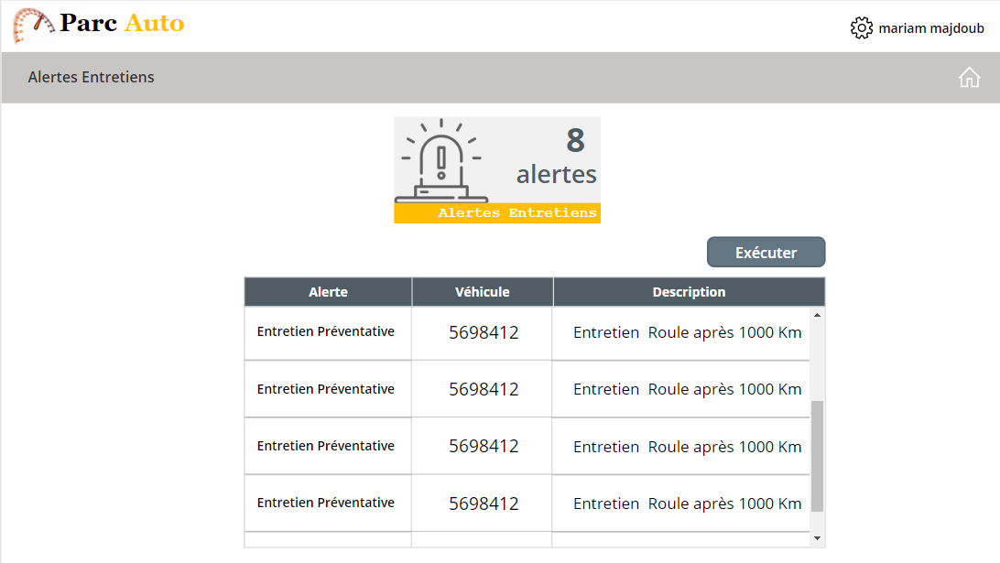 Parc Auto
mariam majdoub
Alertes Entretiens
8
alertes
Alertes Entretiens
Exécuter
Alerte Véhicule Description
Entretien Préventative 5698412 Entretien Roule après 1000 Km
Entretien Préventative 5698412 Entretien Roule après 1000 Km
Entretien Préventative 5698412 Entretien Roule après 1000 Km
Entretien Préventative 5698412 Entretien Roule après 1000 Km